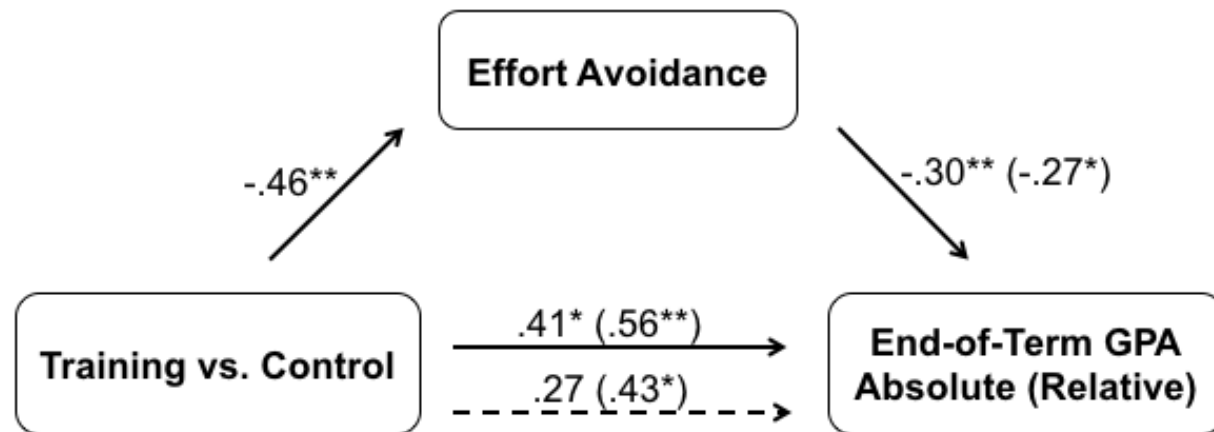 Effort Avoidance
-.46**
-.30** (-.27*)
Training vs. Control
.41* (.56**)
.27 (.43*)
End-of-Term GPA
Absolute (Relative)